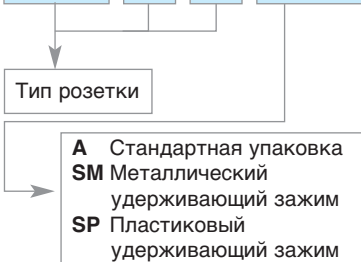 Тип розетки
A Стандартная упаковка
SM Металлический
удерживающий зажим
SP Пластиковый
удерживающий зажим